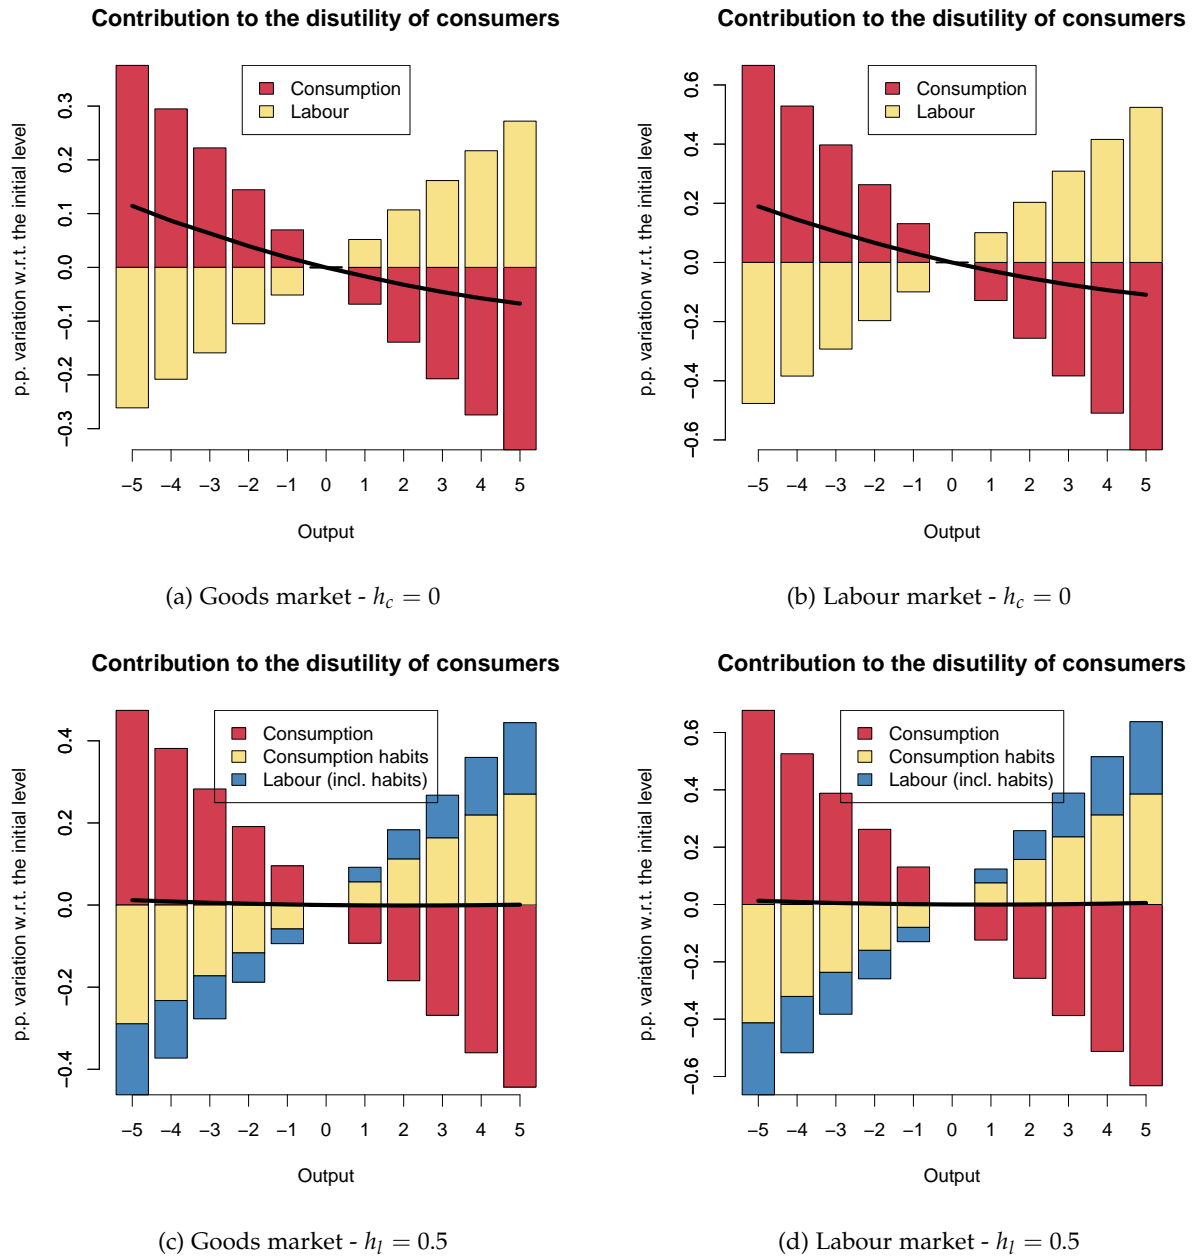 Contribution to the disutility of consumers
p.p. variation w.r.t. the initial level
0.3
0.2
0.1
0.0
−0.1
−0.2
−0.3
Consumption
Labour
−5 −4 −3 −2 −1 0 1 2 3 4 5
Output
(a) Goods market - h_c = 0
Contribution to the disutility of consumers
p.p. variation w.r.t. the initial level
0.6
0.4
0.2
0.0
−0.2
−0.4
−0.6
Consumption
Labour
−5 −4 −3 −2 −1 0 1 2 3 4 5
Output
(b) Labour market - h_c = 0
Contribution to the disutility of consumers
p.p. variation w.r.t. the initial level
0.4
0.2
0.0
−0.2
−0.4
Consumption
Consumption habits
Labour (incl. habits)
−5 −4 −3 −2 −1 0 1 2 3 4 5
Output
(c) Goods market - h_l = 0.5
Contribution to the disutility of consumers
p.p. variation w.r.t. the initial level
0.6
0.4
0.2
0.0
−0.2
−0.4
−0.6
Consumption
Consumption habits
Labour (incl. habits)
−5 −4 −3 −2 −1 0 1 2 3 4 5
Output
(d) Labour market - h_l = 0.5